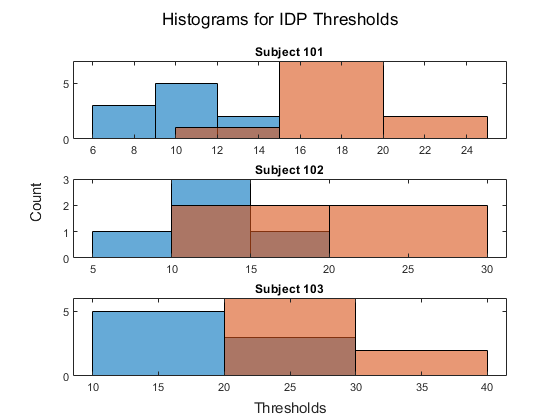 Histograms for IDP Thresholds
Subject 101
5
0
6 8 10 12 14 16 18 20 22 24
Subject 102
3
2
1
0
5 10 15 20 25 30
Count
Subject 103
5
0
10 15 20 25 30 35 40
Thresholds